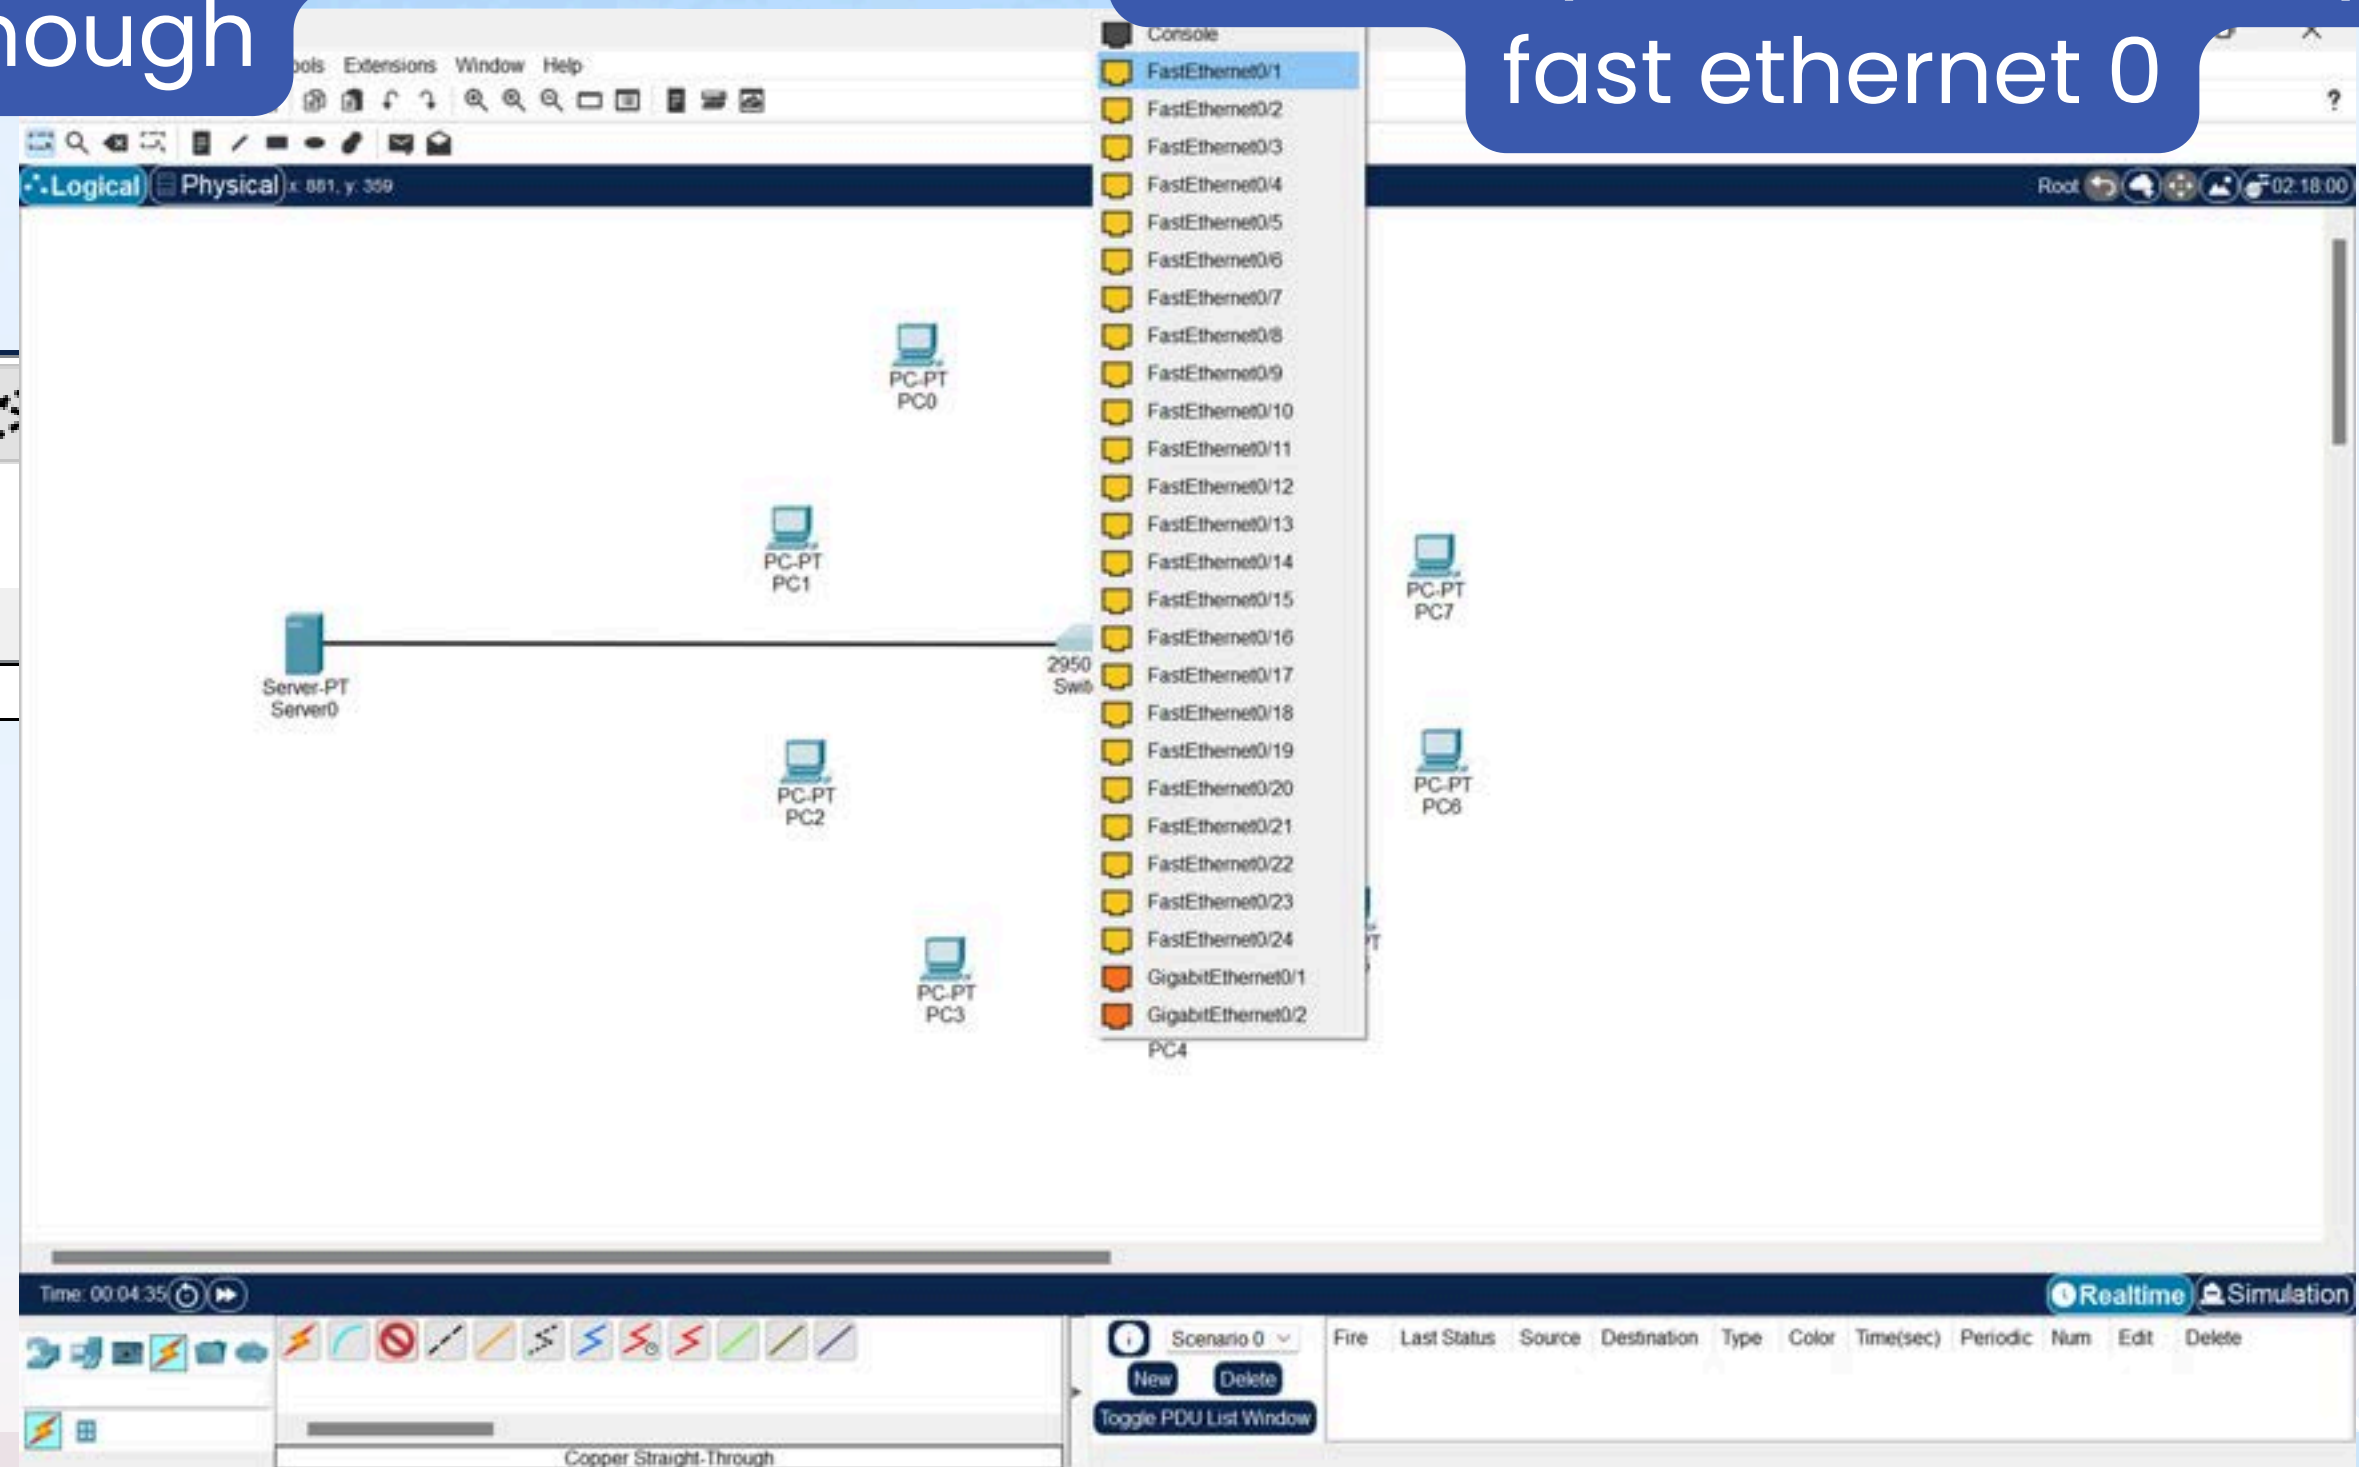 hough
fast ethernet 0
ools Extensions Window Help
?
Logical Physical x: 881, y: 359
Root 02:18:00
Console
FastEthernet0/1
FastEthernet0/2
FastEthernet0/3
FastEthernet0/4
FastEthernet0/5
FastEthernet0/6
FastEthernet0/7
FastEthernet0/8
FastEthernet0/9
FastEthernet0/10
FastEthernet0/11
FastEthernet0/12
FastEthernet0/13
FastEthernet0/14
FastEthernet0/15
FastEthernet0/16
FastEthernet0/17
FastEthernet0/18
FastEthernet0/19
FastEthernet0/20
FastEthernet0/21
FastEthernet0/22
FastEthernet0/23
FastEthernet0/24
GigabitEthernet0/1
GigabitEthernet0/2
PC-PT
PC0
PC-PT
PC1
PC-PT
PC7
Server-PT
Server0
2950
Swit
PC-PT
PC2
PC-PT
PC6
PC-PT
PC3
PC4
Time: 00:04:35
Realtime Simulation
Scenario 0
New Delete
Toggle PDU List Window
Fire Last Status Source Destination Type Color Time(sec) Periodic Num Edit Delete
Copper Straight-Through